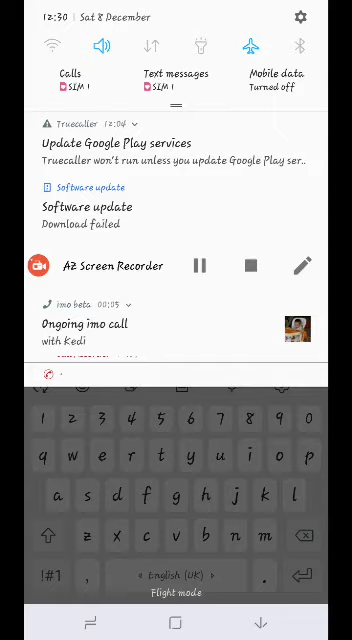 12:30 | Sat 8 December
Calls
SIM 1
Text messages
SIM 1
Mobile data
Turned off
Truecaller 12:04
Update Google Play services
Truecaller won't run unless you update Google Play ser..
Software update
Software update
Download failed
AZ Screen Recorder
imo beta 00:05
Ongoing imo call
with Kedi
1 2 3 4 5 6 7 8 9 0
q w e r t y u i o p
a s d f g h j k l
z x c v b n m
!#1 , < English (UK) > .
Flight mode